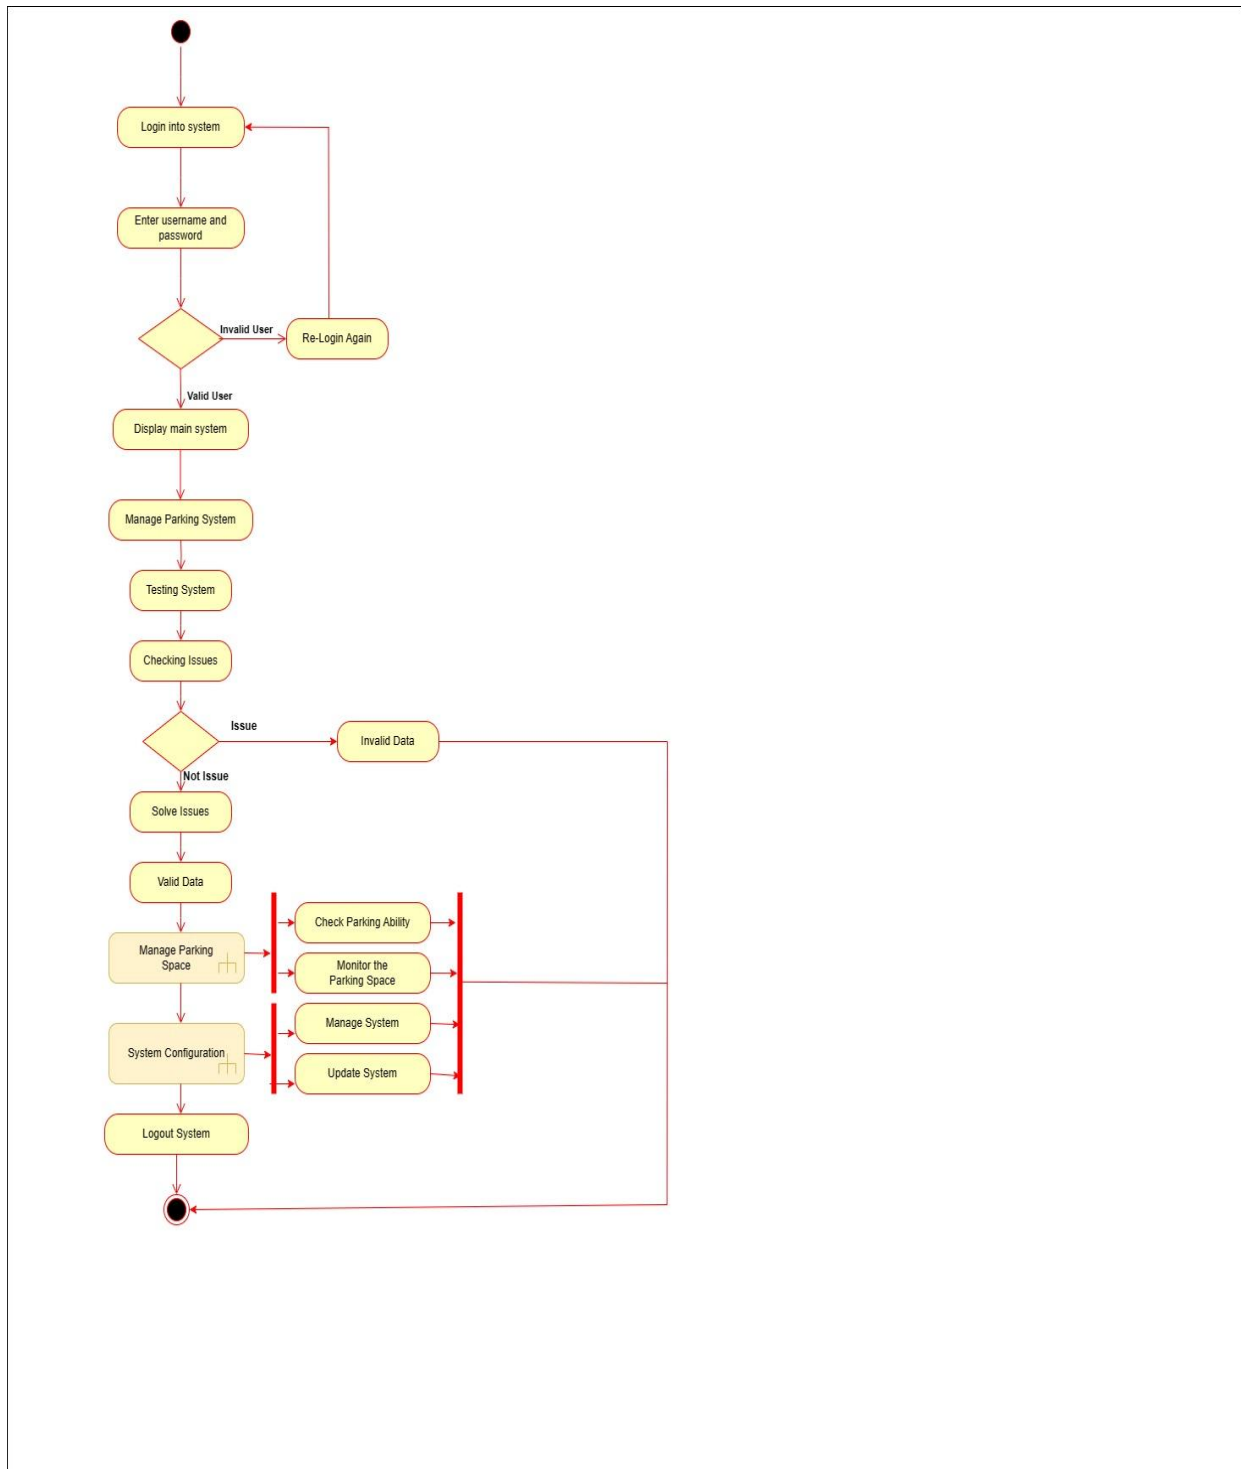 Login into system
Enter username and
password
Invalid User
Re-Login Again
Valid User
Display main system
Manage Parking System
Testing System
Checking Issues
Issue
Invalid Data
Not Issue
Solve Issues
Valid Data
Check Parking Ability
Manage Parking
Space
Monitor the
Parking Space
Manage System
System Configuration
Update System
Logout System